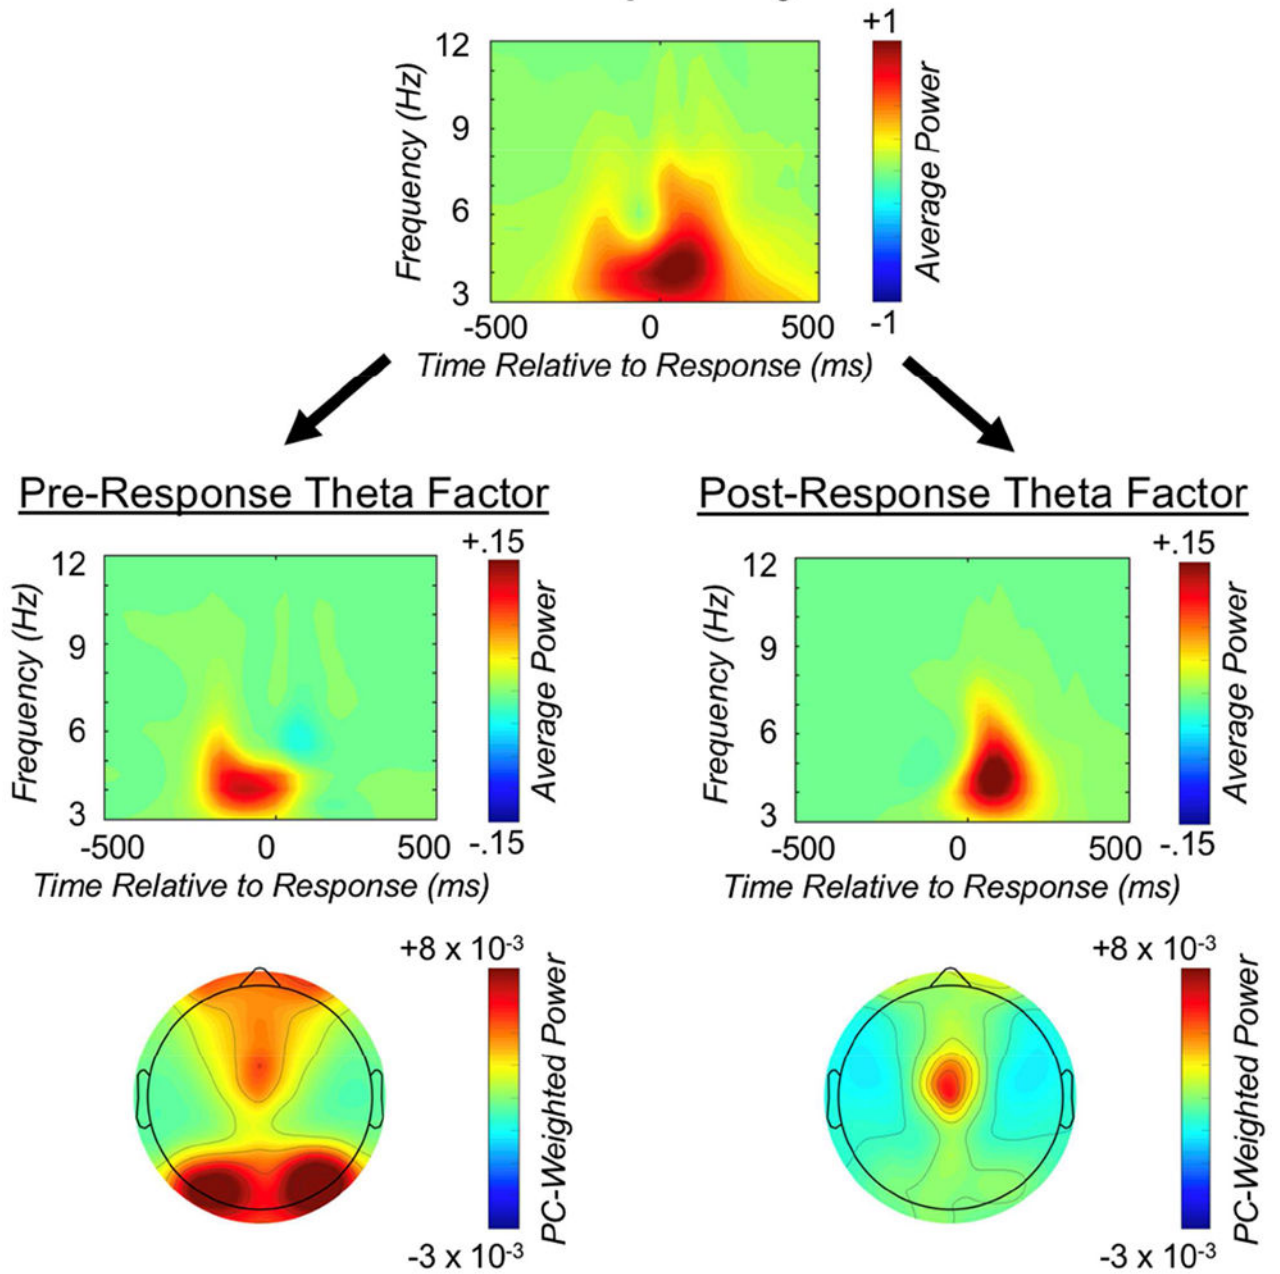 +1
12
9
6
3
Frequency (Hz)
-500 0 500
Time Relative to Response (ms)
Average Power
-1
Pre-Response Theta Factor
+.15
12
9
6
3
Frequency (Hz)
-500 0 500
Time Relative to Response (ms)
Average Power
-.15
Post-Response Theta Factor
+.15
12
9
6
3
Frequency (Hz)
-500 0 500
Time Relative to Response (ms)
Average Power
-.15
+8 x 10⁻³
PC-Weighted Power
-3 x 10⁻³
+8 x 10⁻³
PC-Weighted Power
-3 x 10⁻³